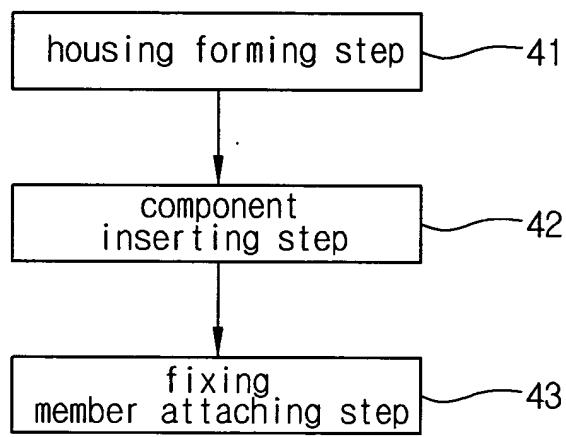 housing forming step
41
component
inserting step
42
fixing
member attaching step
43